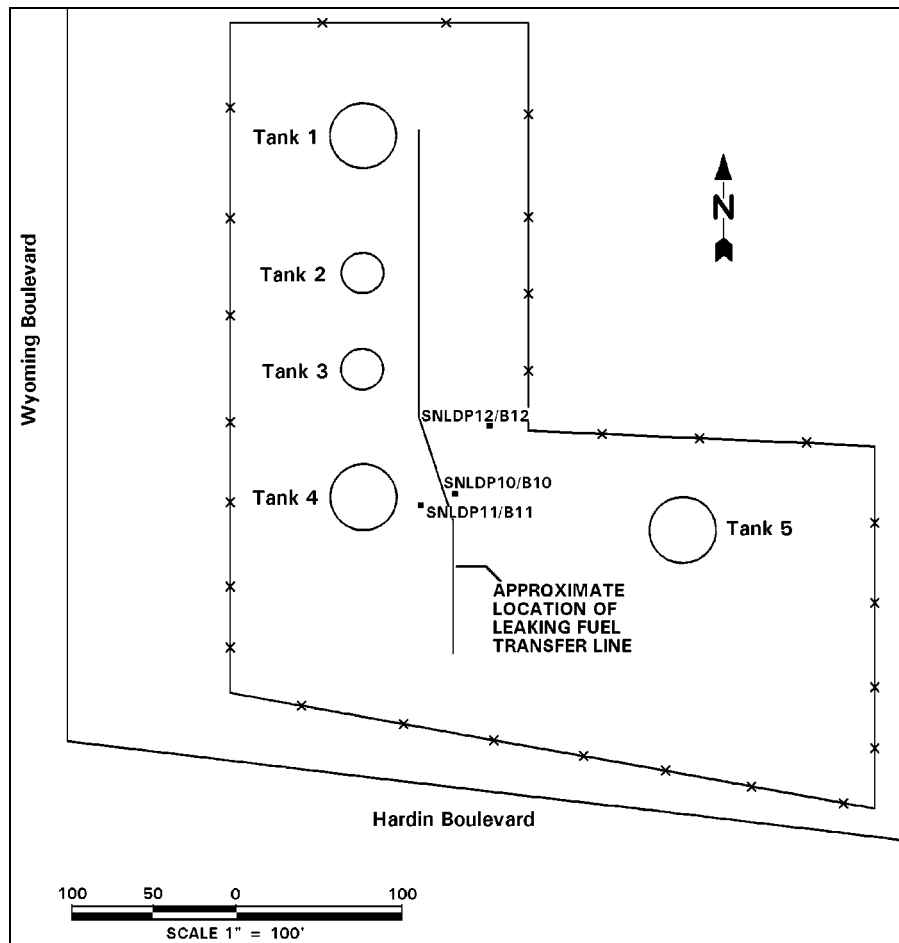 Tank 1
N
Tank 2
Wyoming Boulevard
Tank 3
SNLDP12/B12
SNLDP10/B10
Tank 4
SNLDP11/B11
Tank 5
APPROXIMATE
LOCATION OF
LEAKING FUEL
TRANSFER LINE
Hardin Boulevard
100 50 0 100
SCALE 1" = 100'